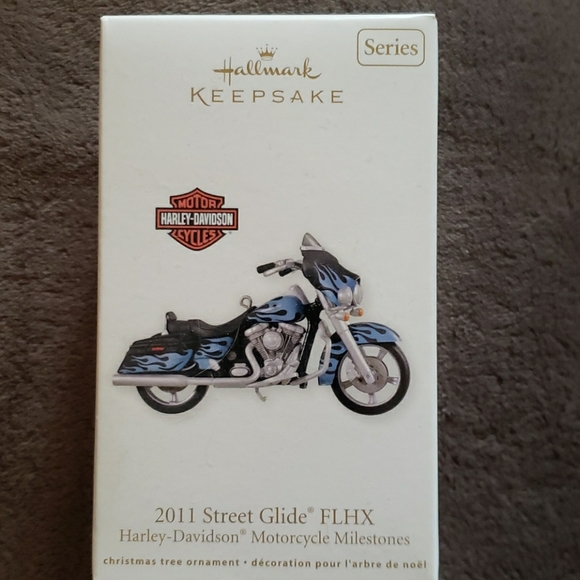 Series
Hallmark
KEEPSAKE
MOTOR
HARLEY-DAVIDSON
CYCLES
2011 Street Glide® FLHX
Harley-Davidson® Motorcycle Milestones
christmas tree ornament • décoration pour l'arbre de noël